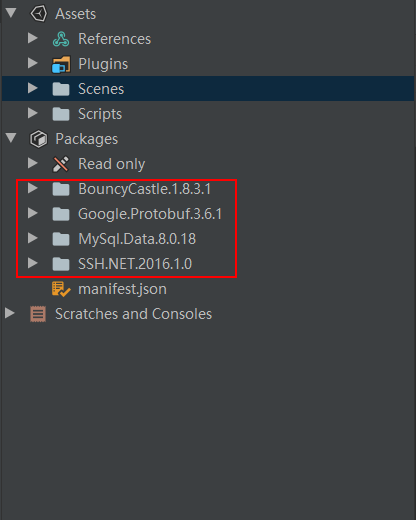 Assets
References
Plugins
Scenes
Scripts
Packages
Read only
BouncyCastle.1.8.3.1
Google.Protobuf.3.6.1
MySql.Data.8.0.18
SSH.NET.2016.1.0
manifest.json
Scratches and Consoles